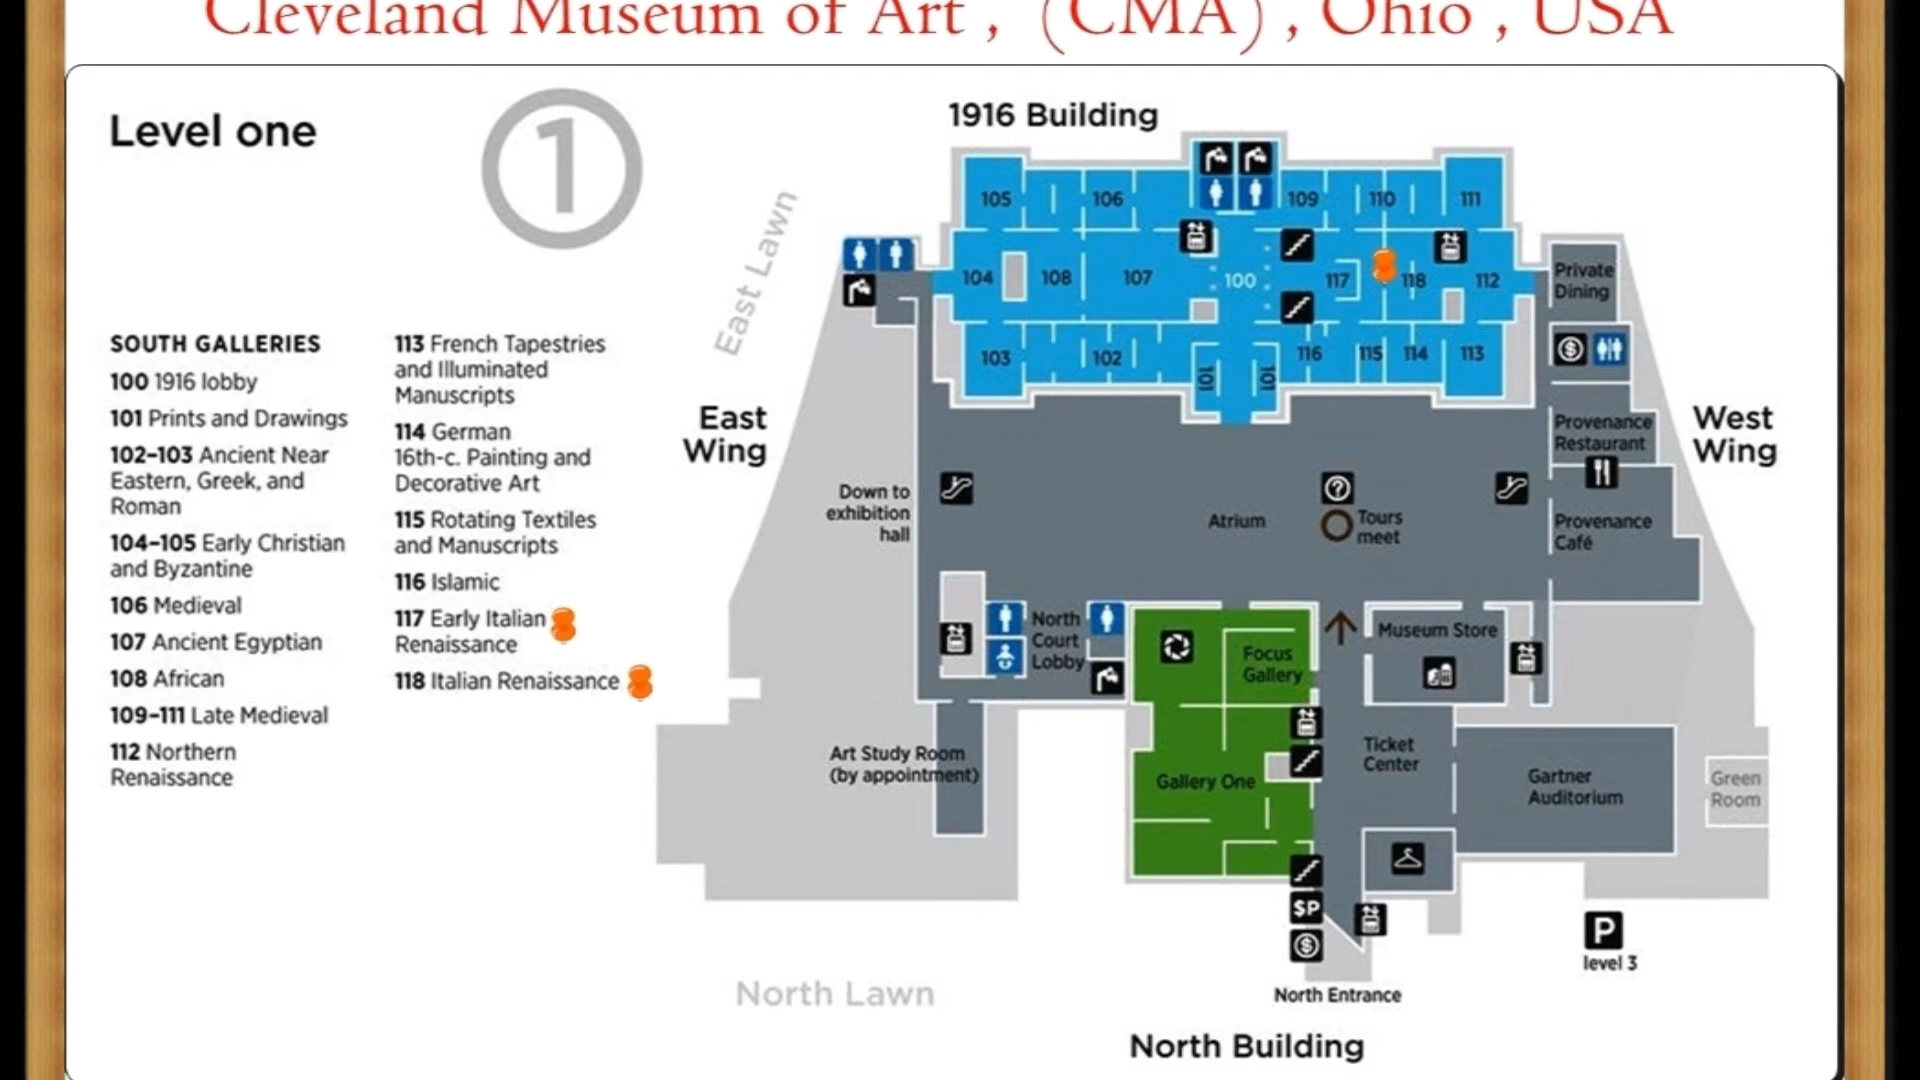 Cleveland Museum of Art , (CMA) , Ohio , USA
Level one
1
SOUTH GALLERIES
100 1916 lobby
101 Prints and Drawings
102–103 Ancient Near
Eastern, Greek, and
Roman
104–105 Early Christian
and Byzantine
106 Medieval
107 Ancient Egyptian
108 African
109–111 Late Medieval
112 Northern
Renaissance
113 French Tapestries
and Illuminated
Manuscripts
114 German
16th-c. Painting and
Decorative Art
115 Rotating Textiles
and Manuscripts
116 Islamic
117 Early Italian
Renaissance
118 Italian Renaissance
1916 Building
105
106
109
110
111
104
108
107
100
117
118
112
103
102
101
101
116
115
114
113
East Lawn
East
Wing
West
Wing
Private
Dining
$
Provenance
Restaurant
Provenance
Café
Down to
exhibition
hall
Atrium
?
Tours
meet
North
Court
Lobby
Focus
Gallery
Museum Store
Art Study Room
(by appointment)
Gallery One
Ticket
Center
Gartner
Auditorium
Green
Room
$P
$
P
level 3
North Lawn
North Entrance
North Building